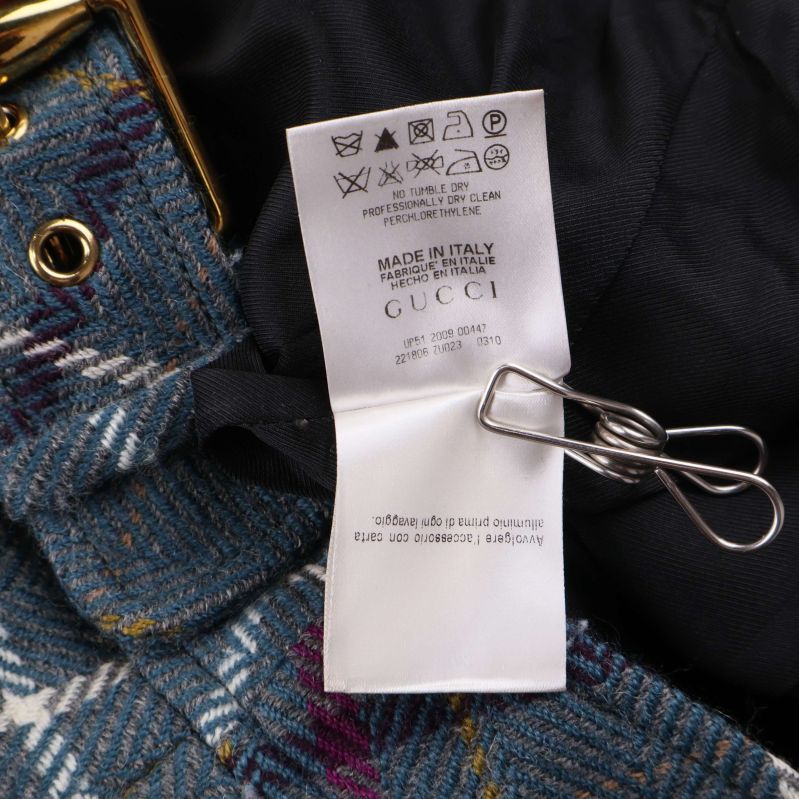 NO TUMBLE DRY
PROFESSIONALLY DRY CLEAN
PERCHLORETHYLENE
MADE IN ITALY
FABRIQUE' EN ITALIE
HECHO EN ITALIA
GUCCI
UP51 2009 00447
221806 ZU023 0310
Avvolgere l'accessorio con carta
alluminio prima di ogni lavaggio.